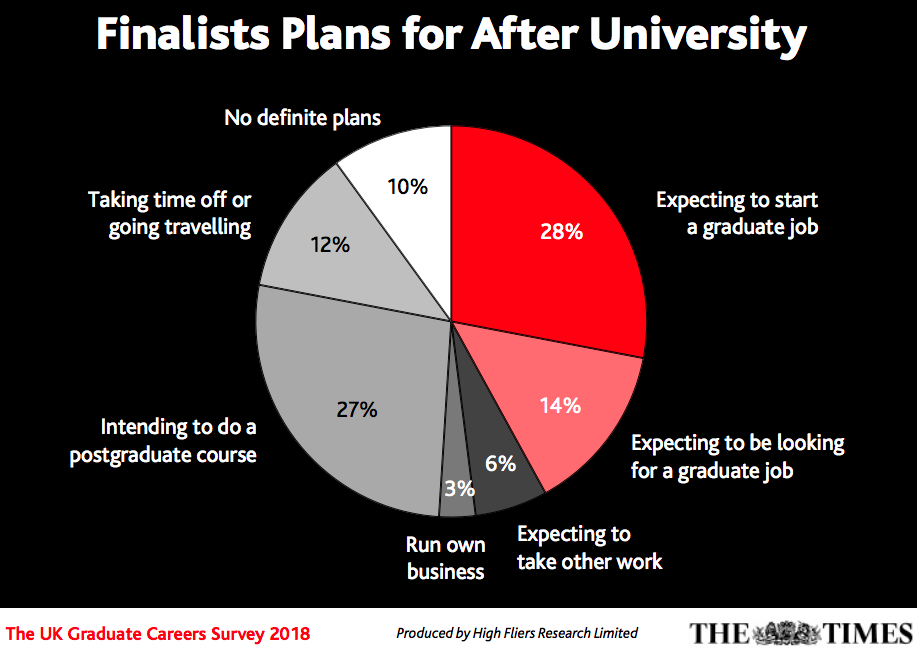 Finalists Plans for After University
No definite plans
10%
Expecting to start
a graduate job
28%
Taking time off or
going travelling
12%
Intending to do a
postgraduate course
27%
14%
Expecting to be looking
for a graduate job
6%
3%
Expecting to
take other work
Run own
business
The UK Graduate Careers Survey 2018
Produced by High Fliers Research Limited
THE TIMES